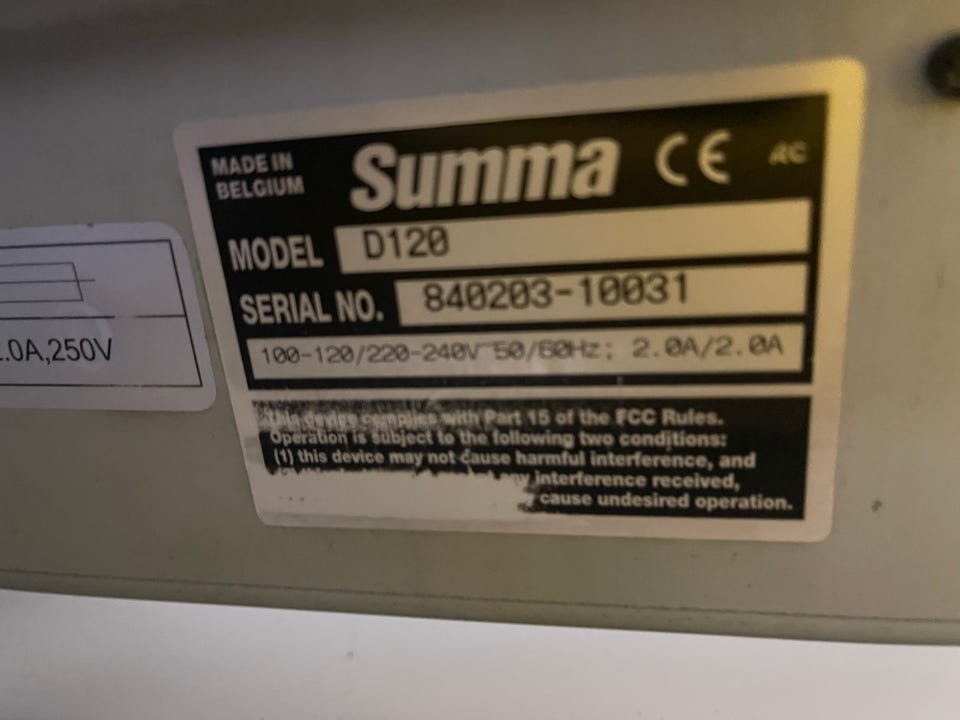 MADE IN
BELGIUM
Summa CE
MODEL D120
SERIAL NO. 840203-10031
100-120/220-240V 50/60Hz; 2.0A/2.0A
.0A,250V
This device complies with Part 15 of the FCC Rules.
Operation is subject to the following two conditions:
(1) this device may not cause harmful interference, and
any interference received,
cause undesired operation.